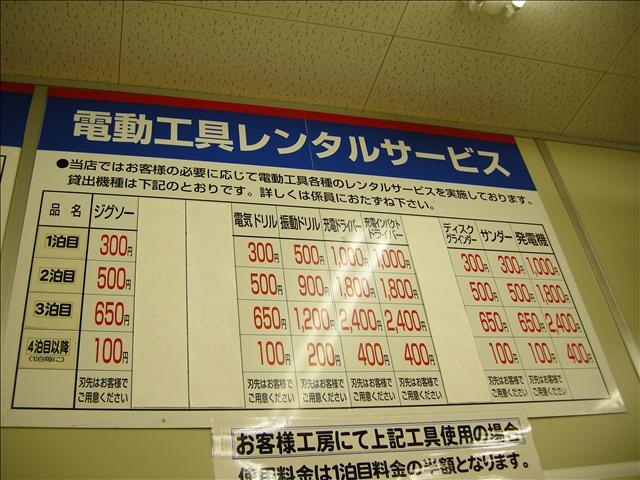 電動工具レンタルサービス
●当店ではお客様の必要に応じて電動工具各種のレンタルサービスを実施しております。
貸出機種は下記のとおりです。詳しくは係員におたずね下さい。
品名 ジグソー 電気ドリル 振動ドリル 充電ドライバー 充電インパクトドライバー ディスクグラインダー サンダー 発電機
1泊目 300円 300円 500円 1,000円 1,000円 300円 300円 1,000円
2泊目 500円 500円 900円 1,800円 1,800円 500円 500円 1,800円
3泊目 650円 650円 1,200円 2,400円 2,400円 650円 650円 2,400円
4泊目以降 100円 100円 200円 400円 400円 100円 100円 400円
(1泊毎に)
刃先はお客様で 刃先はお客様で 刃先はお客様で 刃先はお客様で 刃先はお客様で 刃先はお客様で 刃先はお客様で
ご用意ください ご用意ください ご用意ください ご用意ください ご用意ください ご用意ください ご用意ください
お客様工房にて上記工具使用の場合
使用料金は1泊目料金の半額となります。